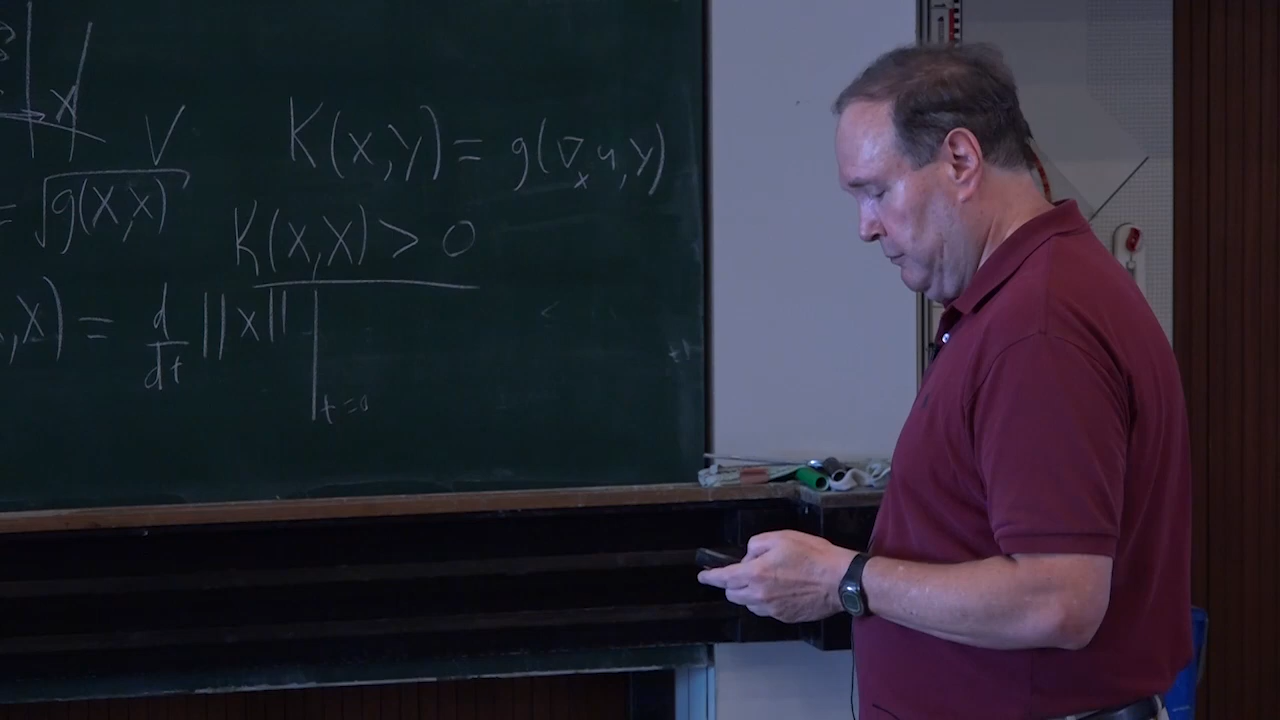 x
V
K(x,y) = g(∇ₓu,y)
= √g(X,X)
K(X,X) > 0
,X) = d/dt ||X|| |t=0